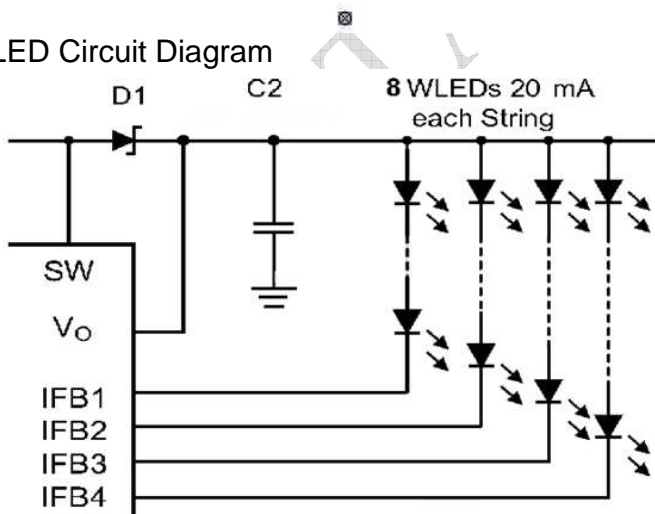 LED Circuit Diagram
D1
C2
8 WLEDs 20 mA
each String
SW
VO
IFB1
IFB2
IFB3
IFB4